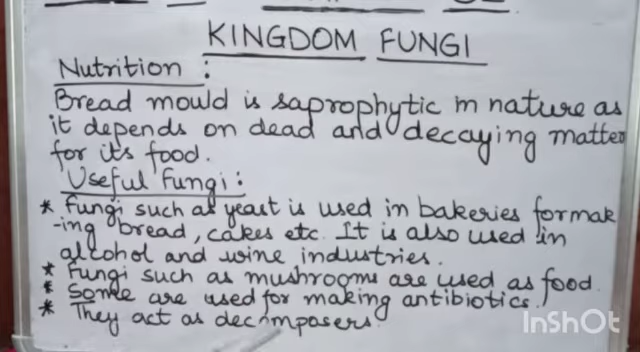 KINGDOM FUNGI
Nutrition :
Bread mould is saprophytic in nature as
it depends on dead and decaying matter
for its food.
Useful Fungi :
* Fungi such as yeast is used in bakeries for mak
-ing bread, cakes etc. It is also used in
alcohol and wine industries.
* Fungi such as mushrooms are used as food.
* Some are used for making antibiotics.
* They act as decomposers.
InShOt